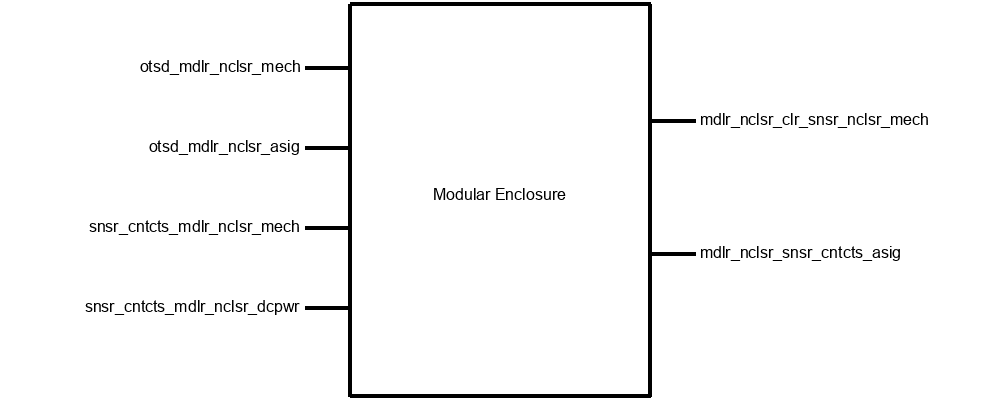 otsd_mdlr_nclsr_mech
otsd_mdlr_nclsr_asig
snsr_cntcts_mdlr_nclsr_mech
snsr_cntcts_mdlr_nclsr_dcpwr
Modular Enclosure
mdlr_nclsr_clr_snsr_nclsr_mech
mdlr_nclsr_snsr_cntcts_asig